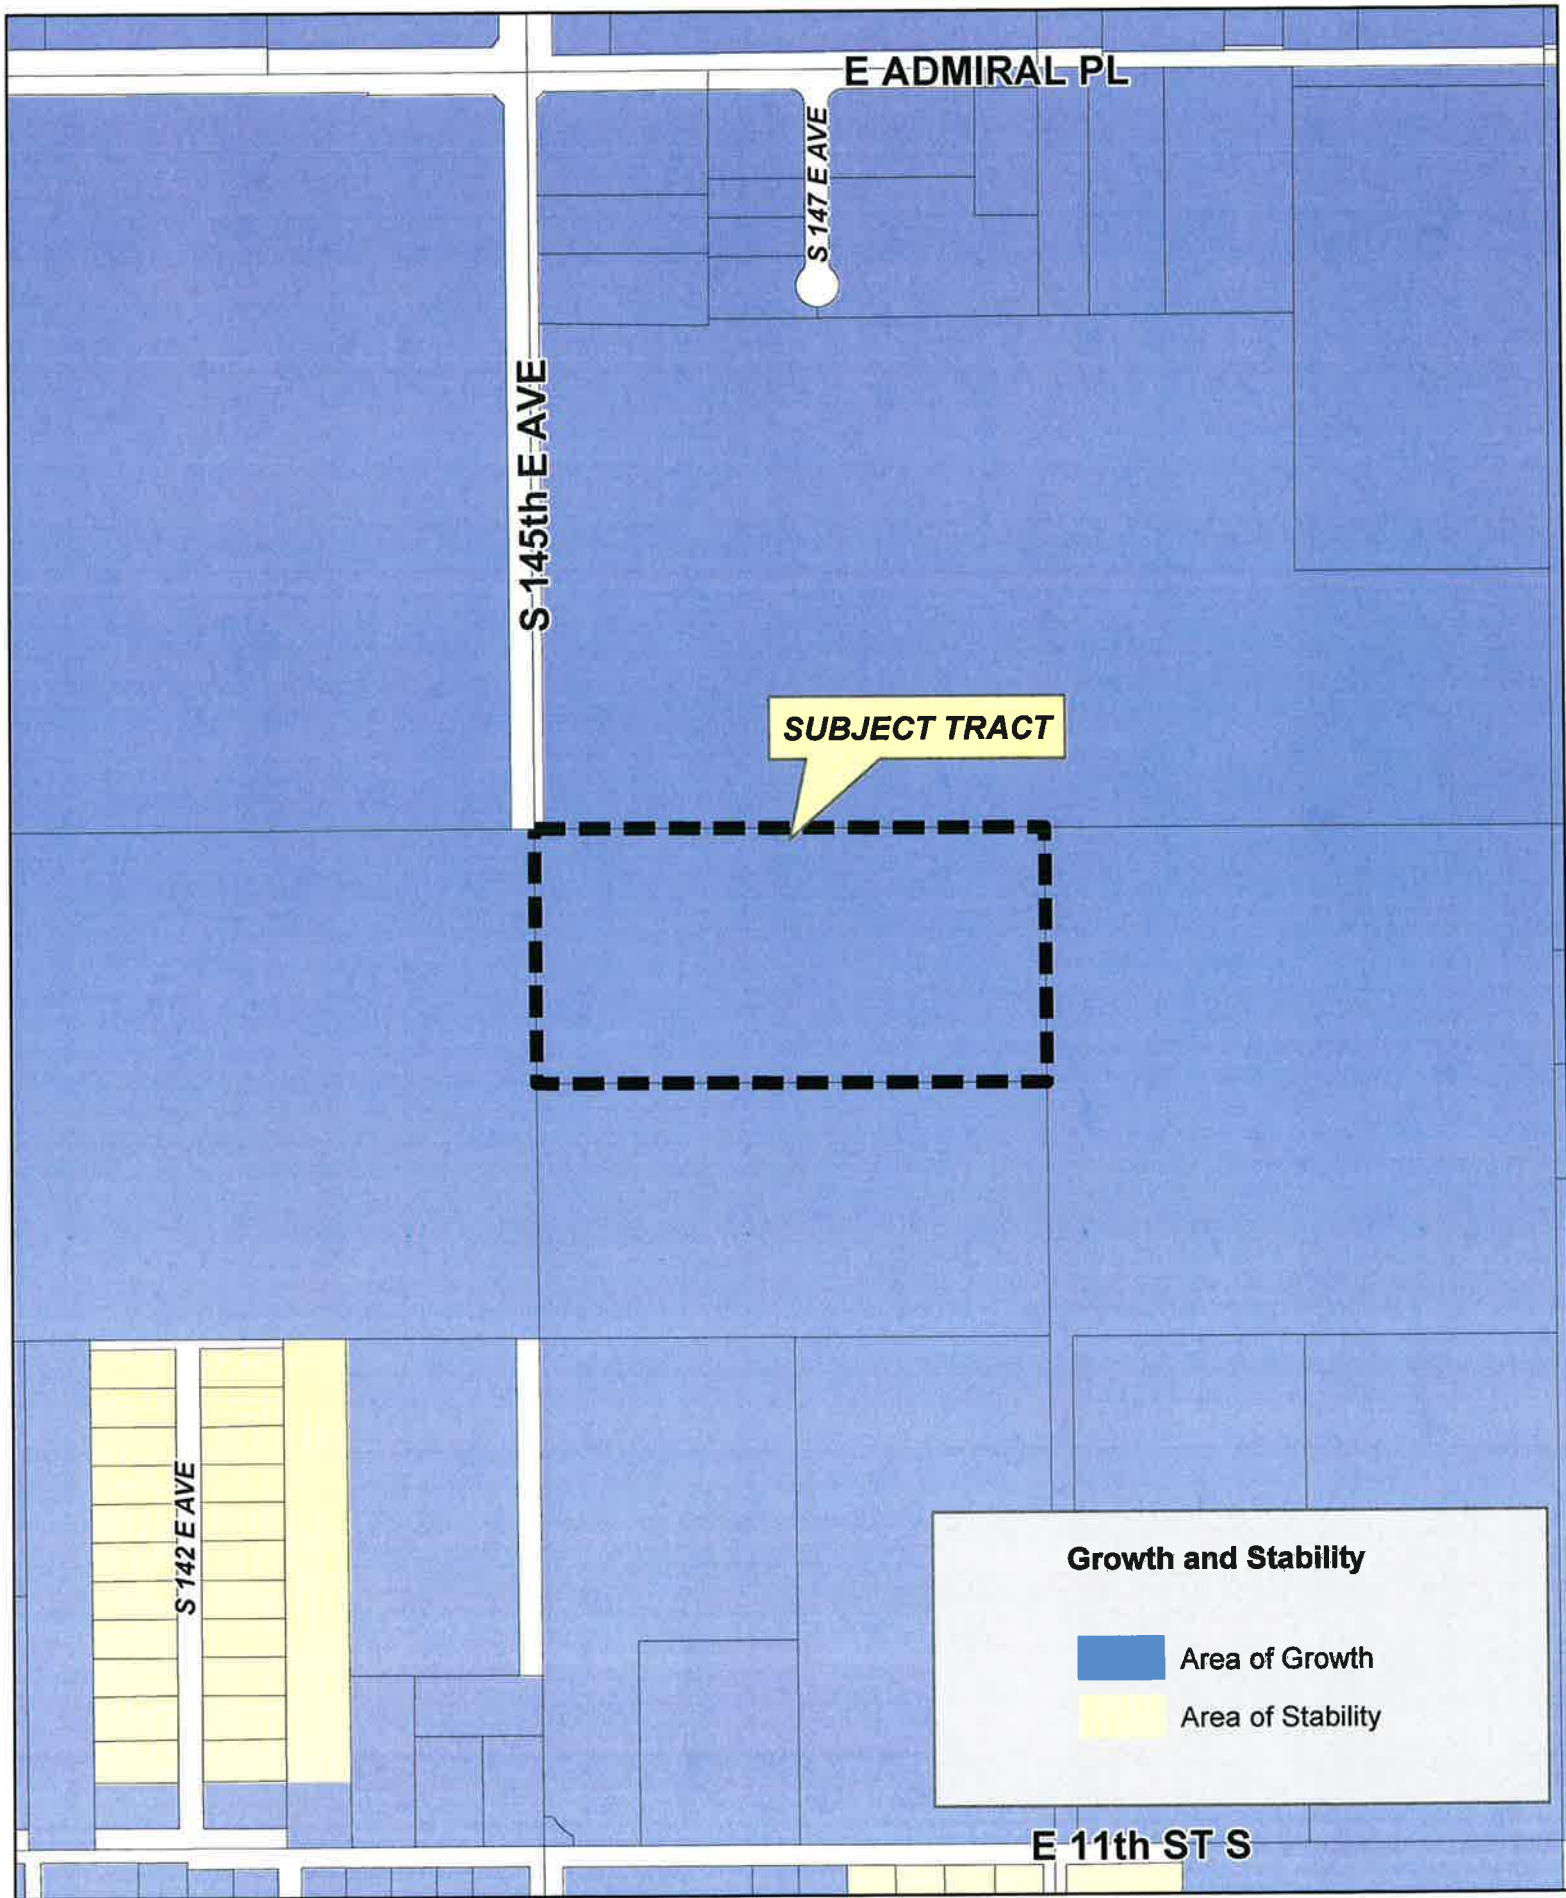 E ADMIRAL PL
S 147 E AVE
S 145th E AVE
SUBJECT TRACT
S 142 E AVE
Growth and Stability
Area of Growth
Area of Stability
E 11th ST S